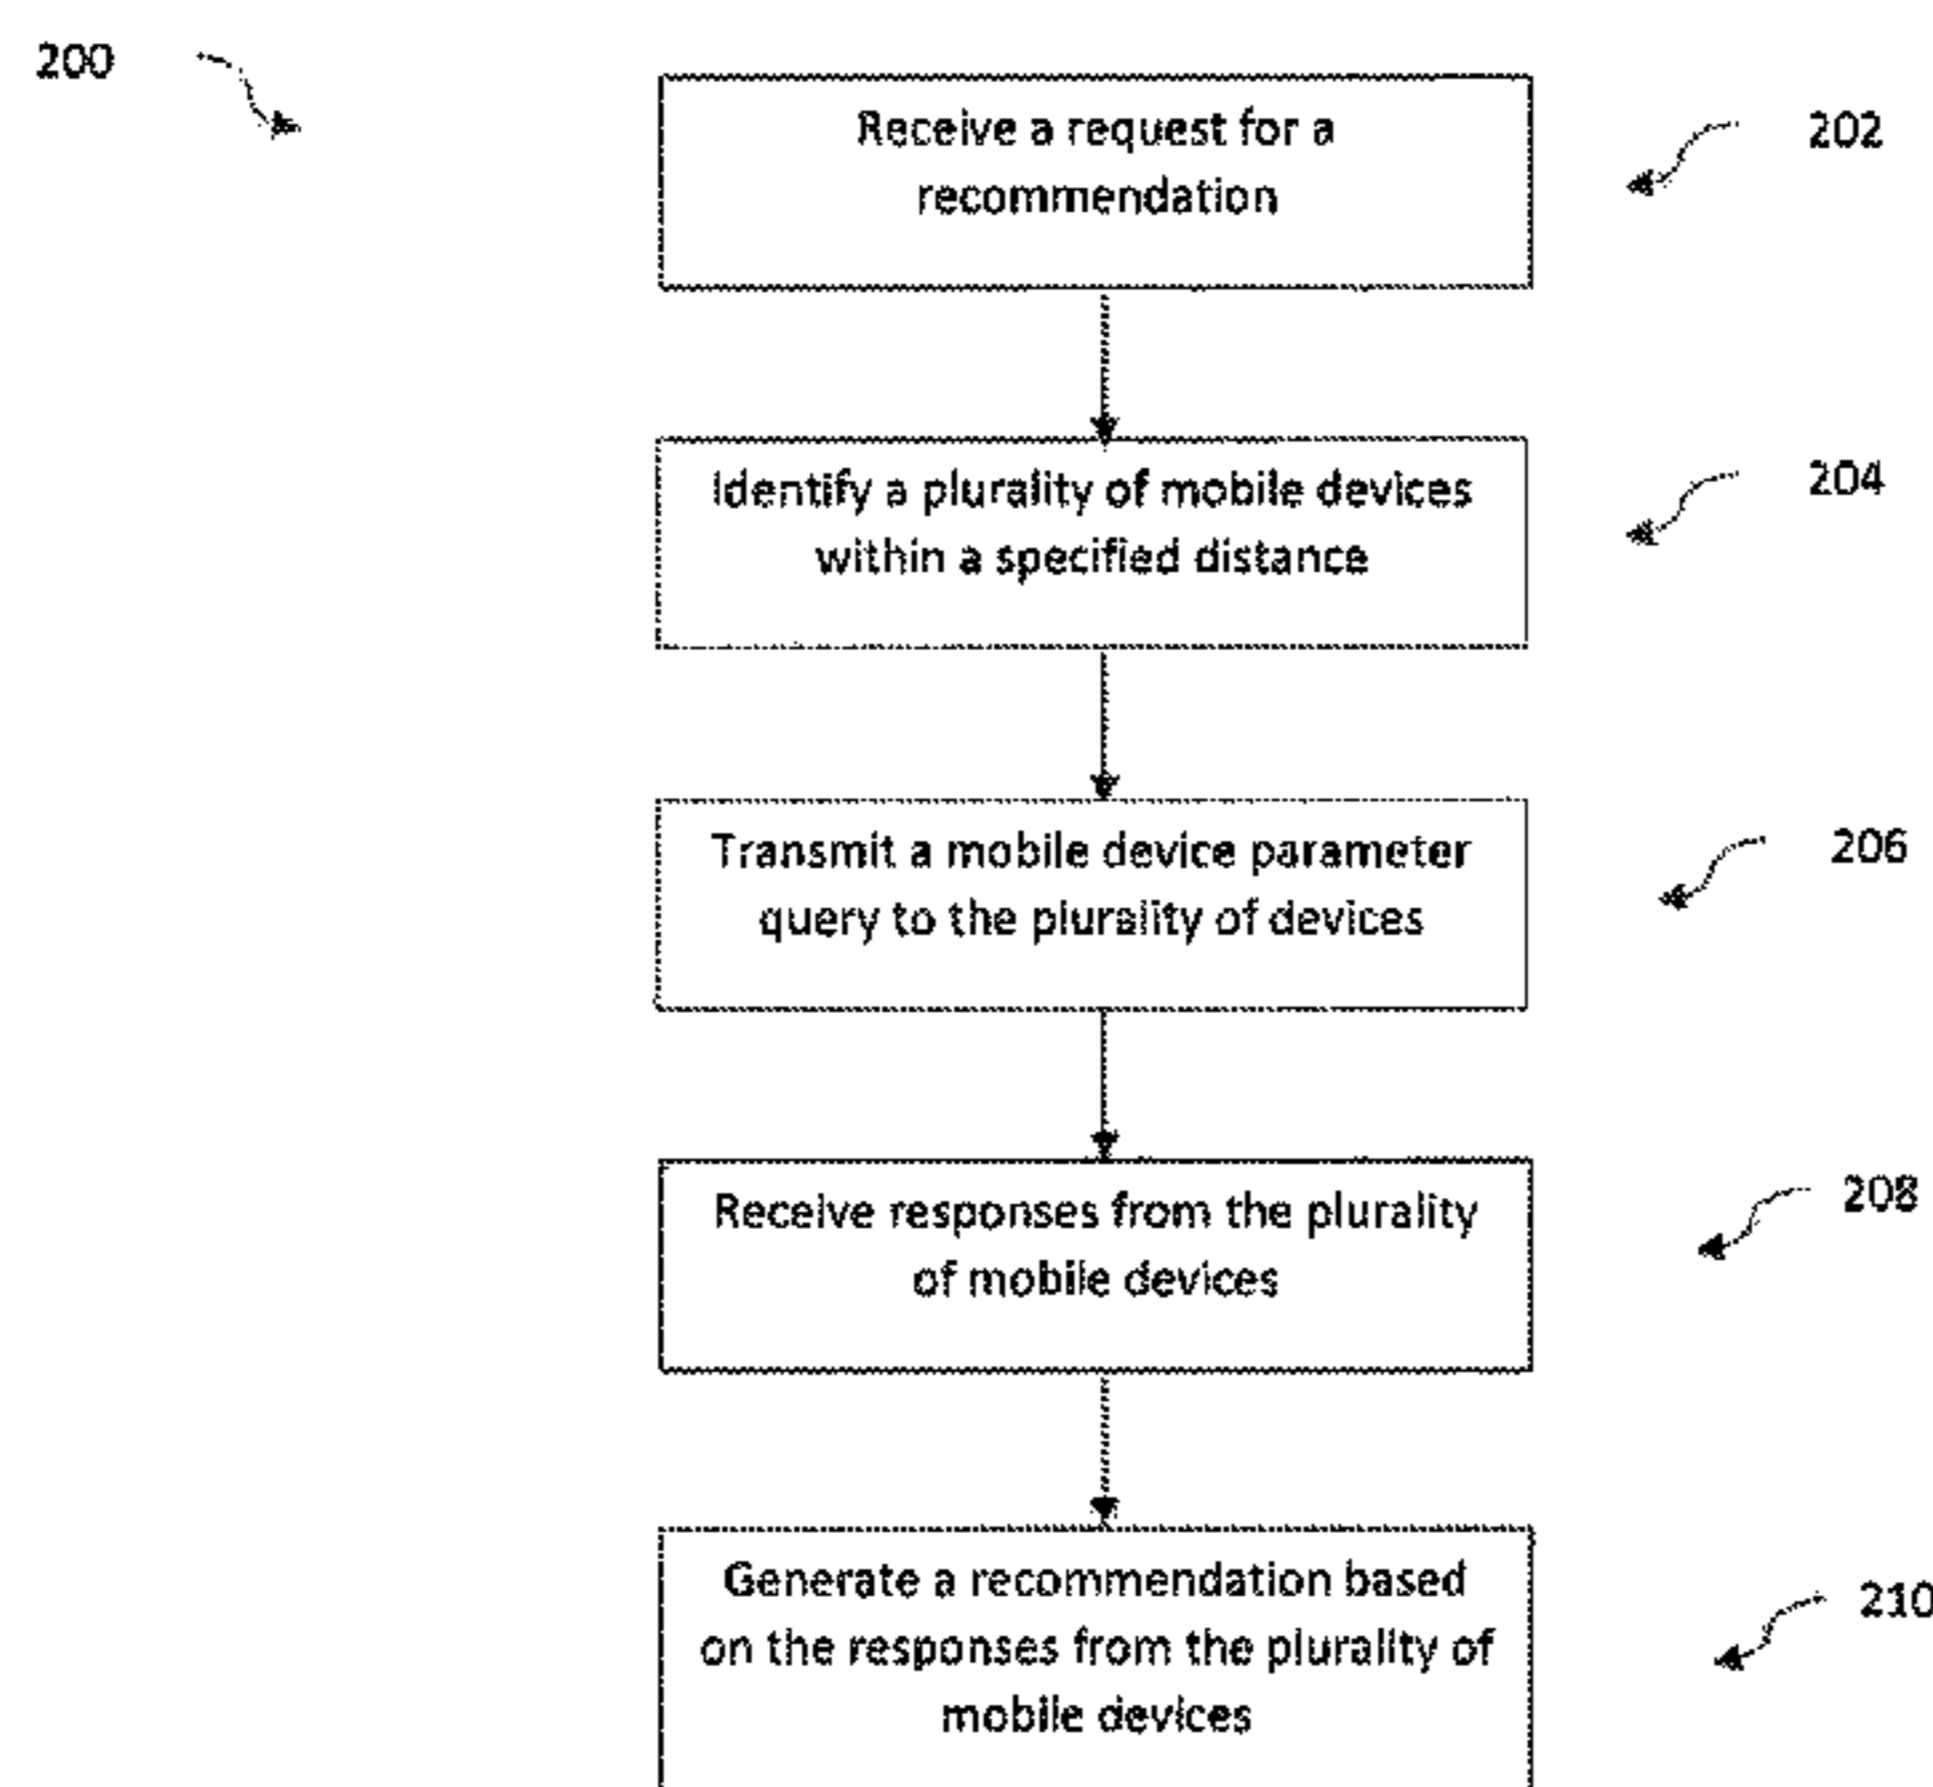 200
Receive a request for a
recommendation
202
Identify a plurality of mobile devices
within a specified distance
204
Transmit a mobile device parameter
query to the plurality of devices
206
Receive responses from the plurality
of mobile devices
208
Generate a recommendation based
on the responses from the plurality of
mobile devices
210